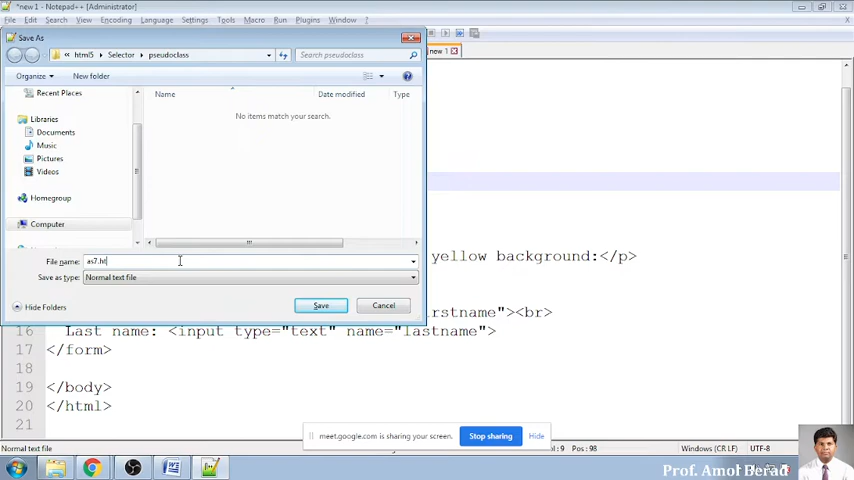 *new 1 - Notepad++
File Edit Search View Encoding Language Settings Tools Macro Run Plugins Window ?
X
new 1
Save As
« html5 Selector pseudoclass
Search pseudoclass
Organize New folder
Name Date modified Type
No items match your search.
Recent Places
Libraries
Documents
Music
Pictures
Videos
Homegroup
Computer
File name: as7.ht
Save as type: Normal text file
Hide Folders Save Cancel
yellow background:</p>
rstname"><br>
16 Last name: <input type="text" name="lastname">
17 </form>
18
19 </body>
20 </html>
21
meet.google.com is sharing your screen. Stop sharing Hide
Normal text file
Pos : 98 Windows (CR LF) UTF-8
Prof. Amol Berad